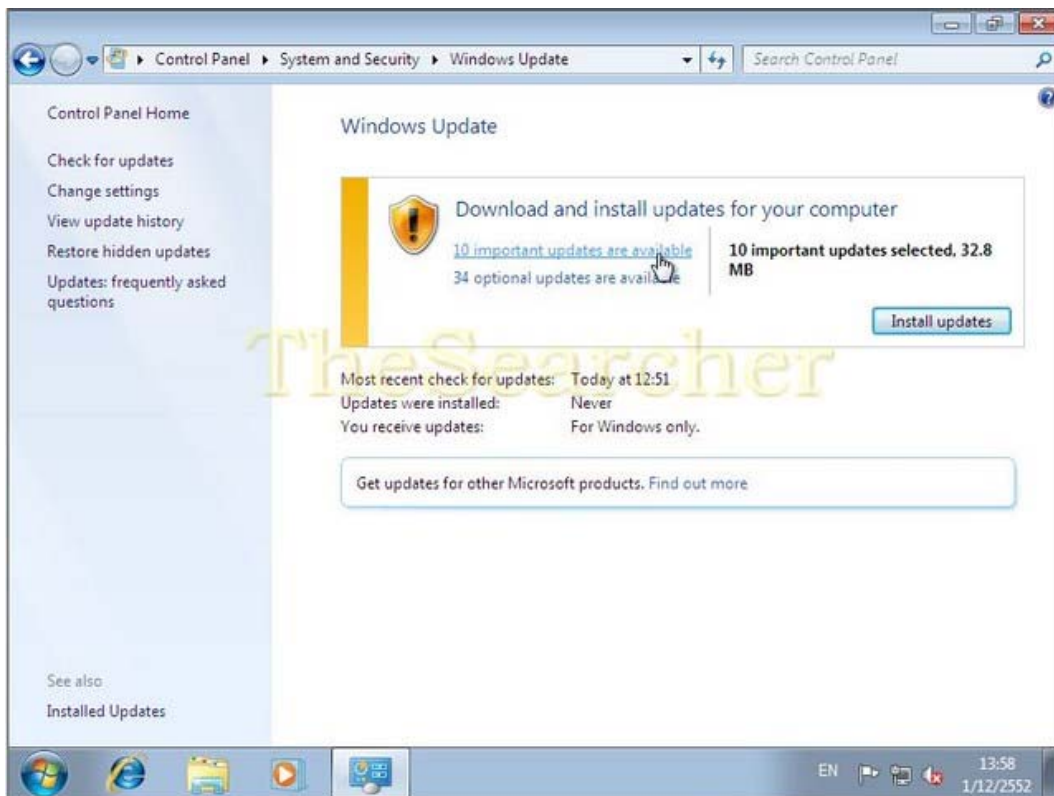 Control Panel ▸ System and Security ▸ Windows Update
Search Control Panel
Control Panel Home
Check for updates
Change settings
View update history
Restore hidden updates
Updates: frequently asked
questions
See also
Installed Updates
Windows Update
Download and install updates for your computer
10 important updates are available
34 optional updates are available
10 important updates selected, 32.8
MB
Install updates
TheSearcher
Most recent check for updates: Today at 12:51
Updates were installed: Never
You receive updates: For Windows only.
Get updates for other Microsoft products. Find out more
EN
13:58
1/12/2552